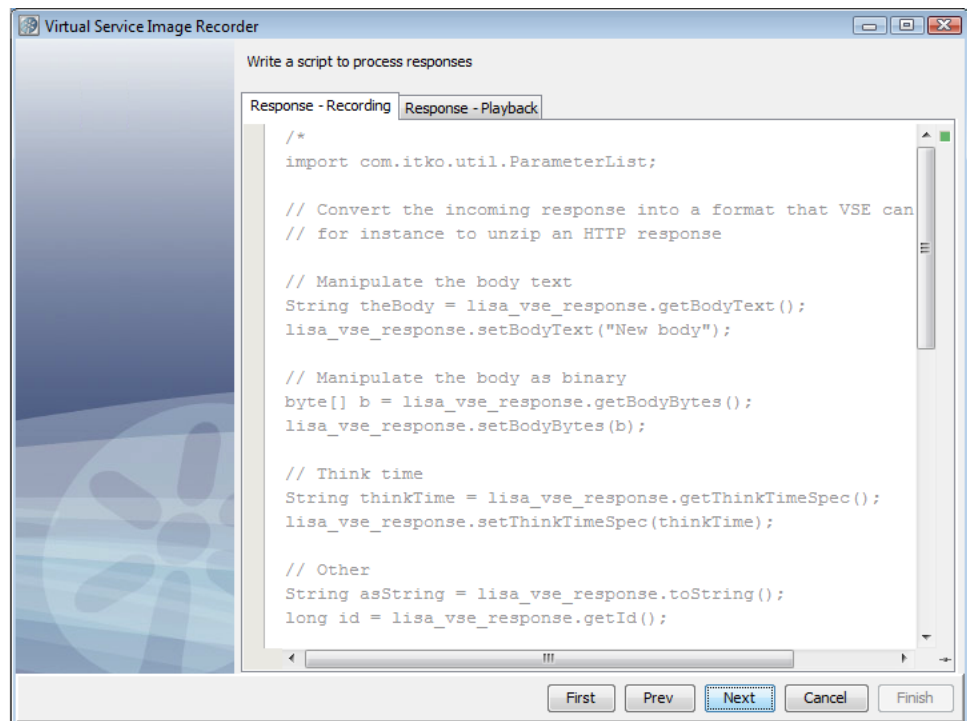 Virtual Service Image Recorder
Write a script to process responses
Response - Recording Response - Playback
/*
import com.itko.util.ParameterList;
// Convert the incoming response into a format that VSE can
// for instance to unzip an HTTP response
// Manipulate the body text
String theBody = lisa_vse_response.getBodyText();
lisa_vse_response.setBodyText("New body");
// Manipulate the body as binary
byte[] b = lisa_vse_response.getBodyBytes();
lisa_vse_response.setBodyBytes(b);
// Think time
String thinkTime = lisa_vse_response.getThinkTimeSpec();
lisa_vse_response.setThinkTimeSpec(thinkTime);
// Other
String asString = lisa_vse_response.toString();
long id = lisa_vse_response.getId();
First Prev Next Cancel Finish